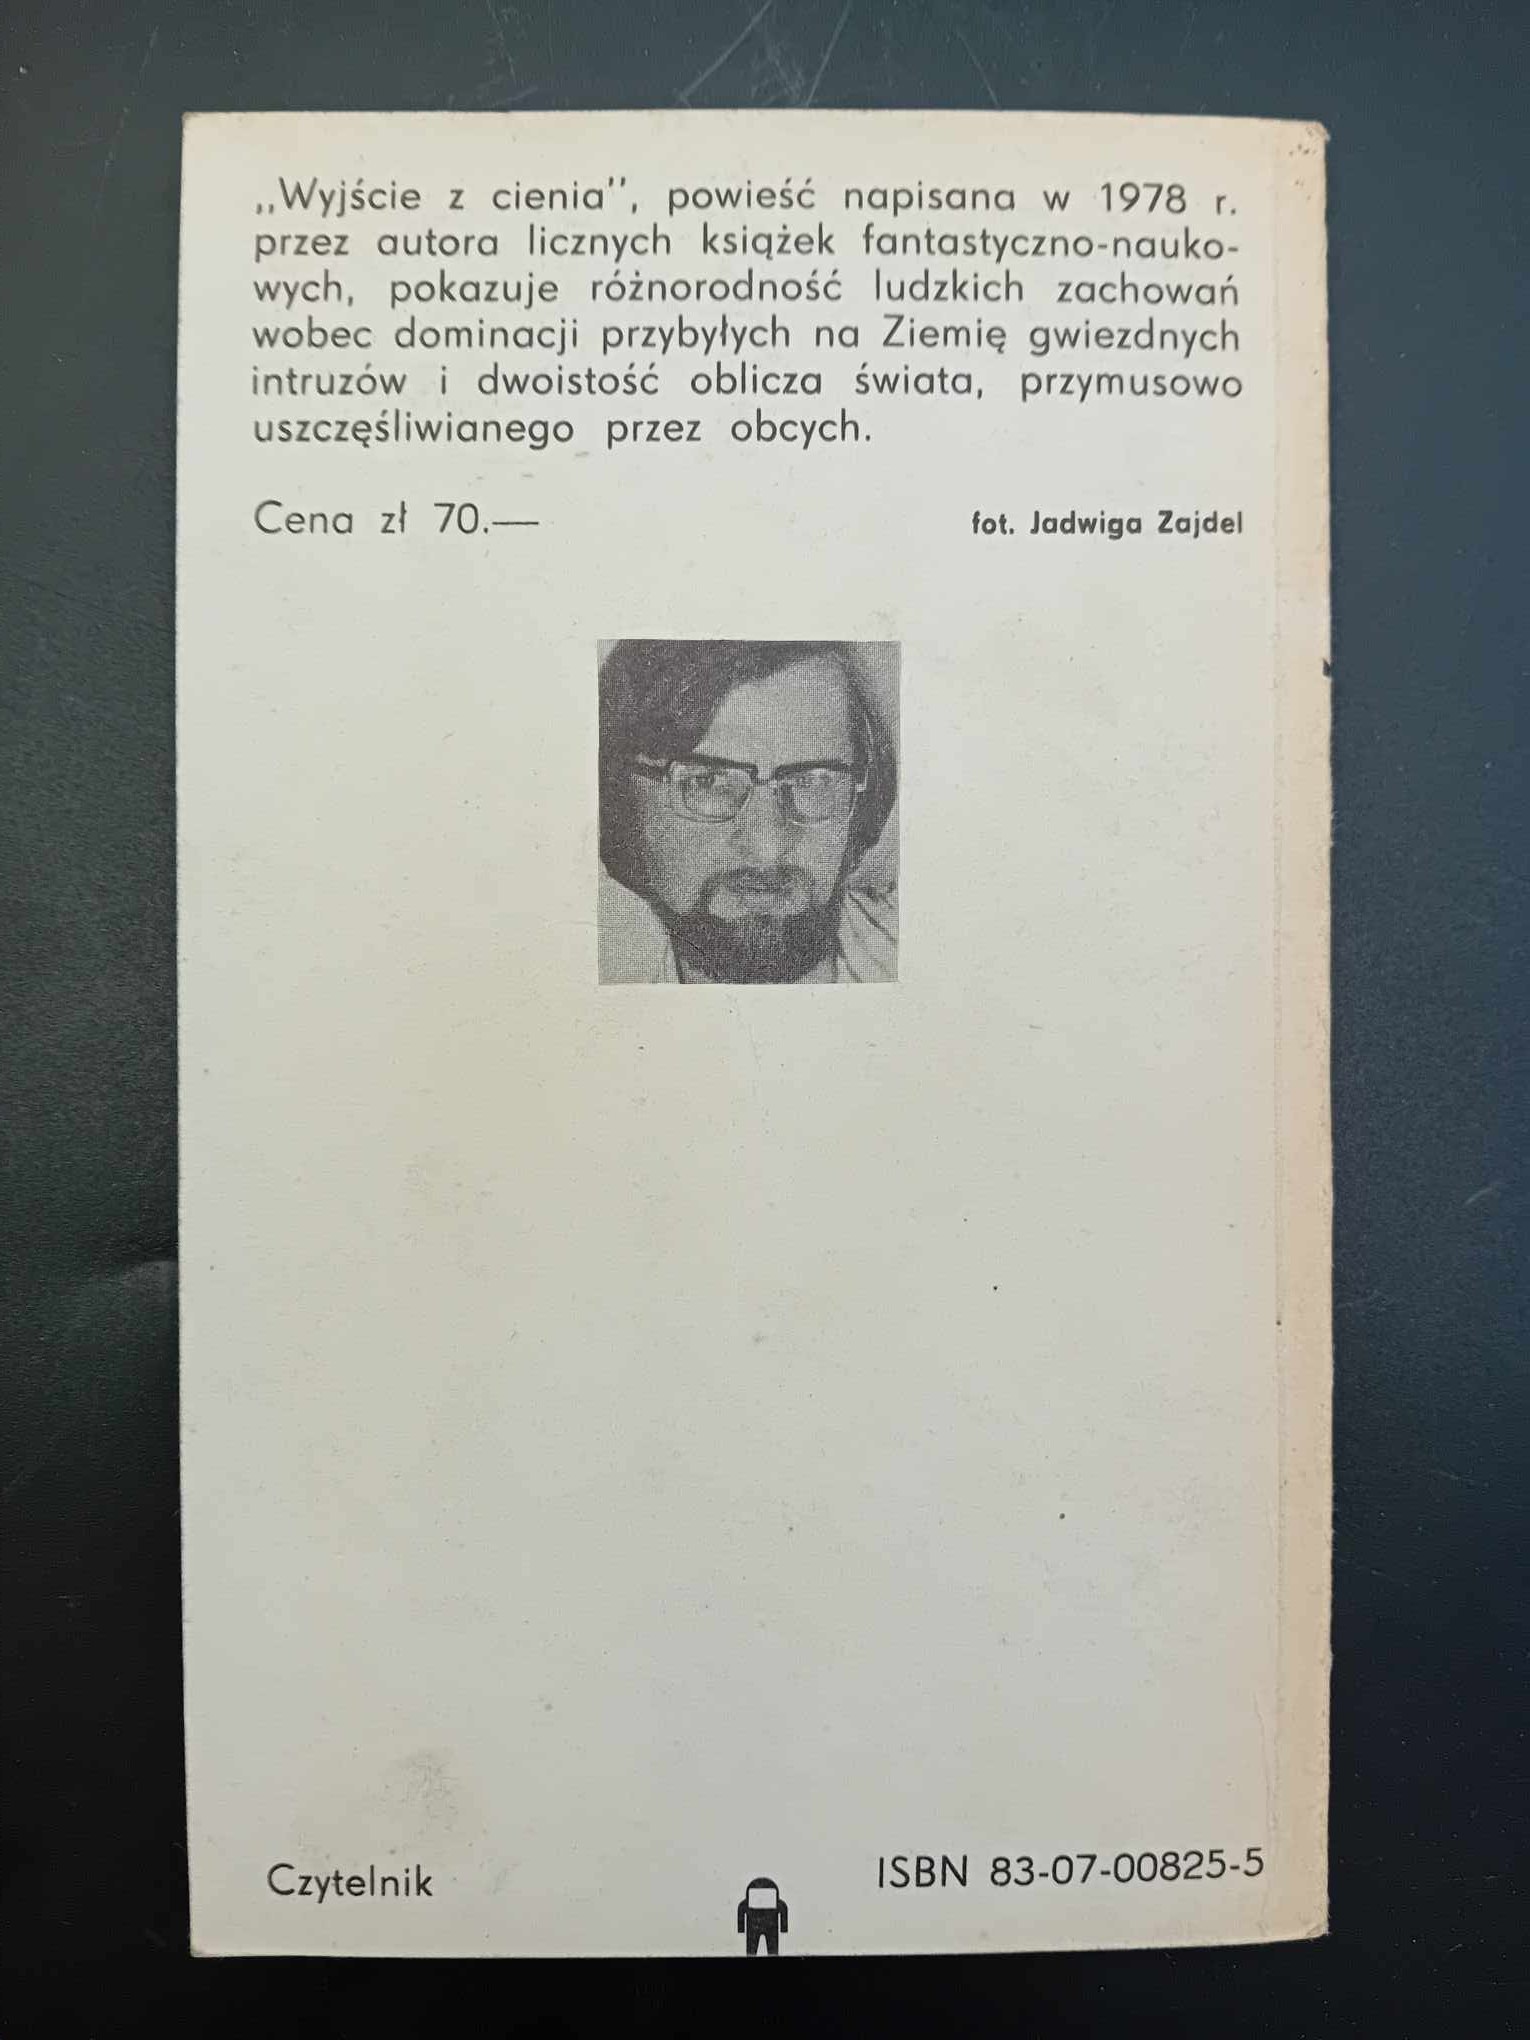 „Wyjście z cienia”, powieść napisana w 1978 r.
przez autora licznych książek fantastyczno-nauko-
wych, pokazuje różnorodność ludzkich zachowań
wobec dominacji przybyłych na Ziemię gwiezdnych
intruzów i dwoistość oblicza świata, przymusowo
uszczęśliwianego przez obcych.
Cena zł 70.—
fot. Jadwiga Zajdel
Czytelnik
ISBN 83-07-00825-5